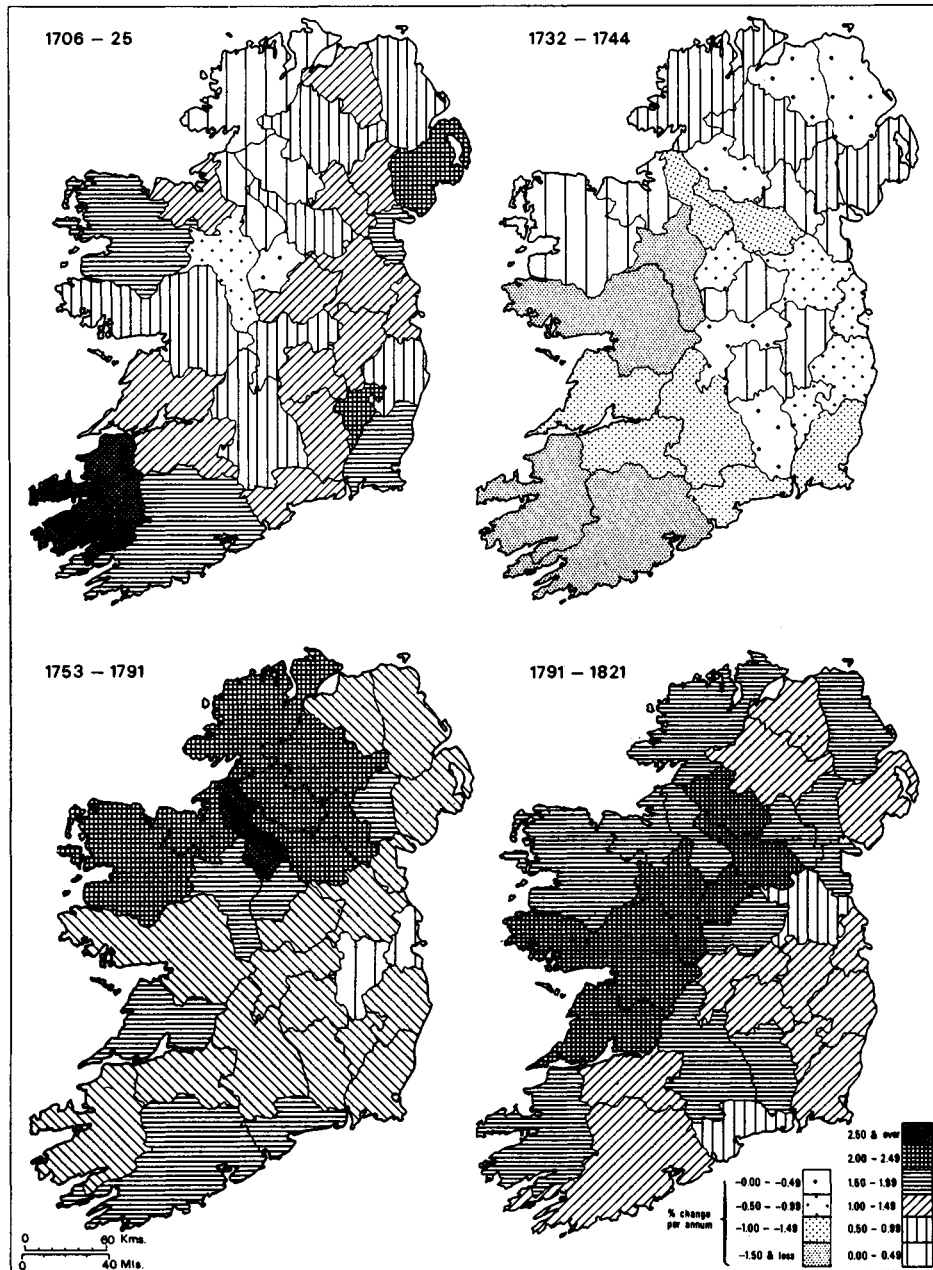 1706 – 25
1732 – 1744
1753 – 1791
1791 – 1821
0 60 Kms.
0 40 Mls.
% change
per annum
-0.00 - -0.49
-0.50 - -0.99
-1.00 - -1.49
-1.50 & less
2.50 & over
2.00 - 2.49
1.50 - 1.99
1.00 - 1.49
0.50 - 0.99
0.00 - 0.49